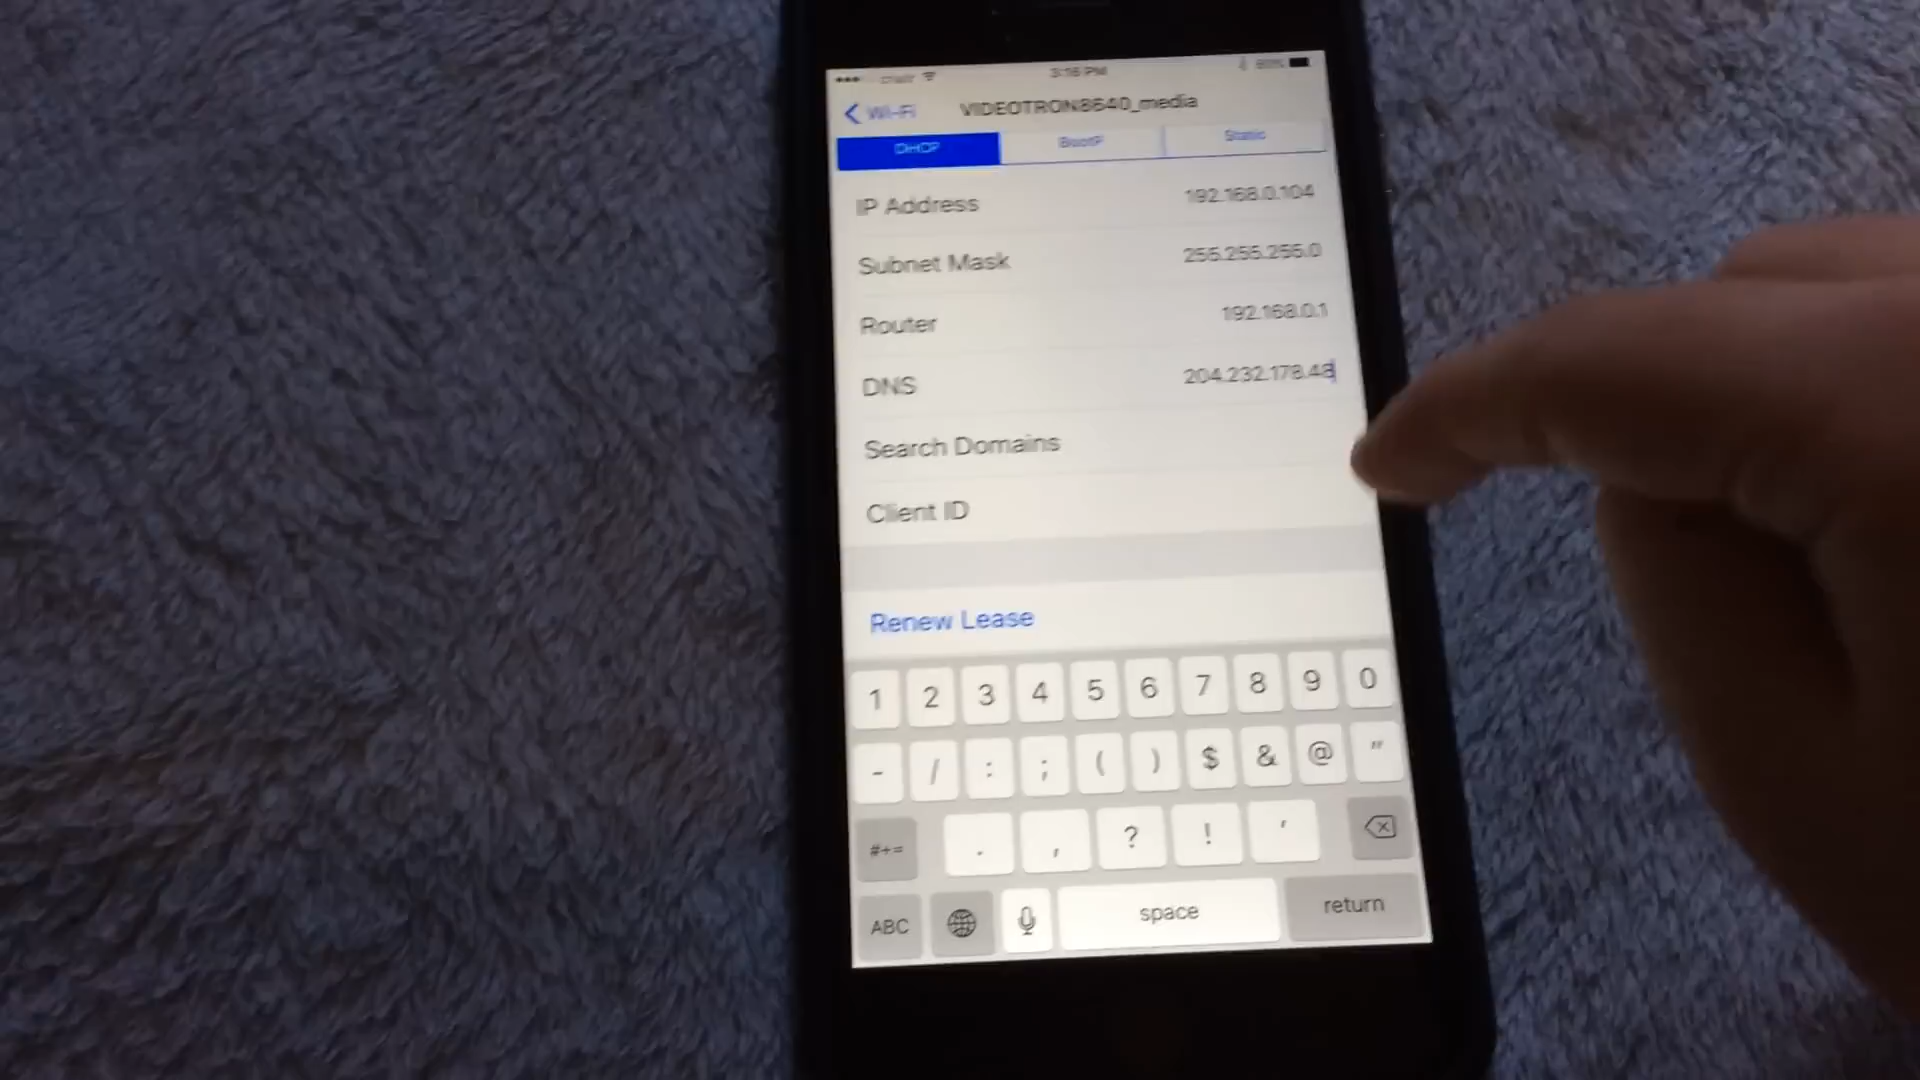 3:16 PM
Wi-Fi
VIDEOTRON8640_media
DHCP
BootP
Static
IP Address
192.168.0.104
Subnet Mask
255.255.255.0
Router
192.168.0.1
DNS
204.232.178.48
Search Domains
Client ID
Renew Lease
1 2 3 4 5 6 7 8 9 0
- / : ; ( ) $ & @ "
#+= . , ? ! '
ABC space return